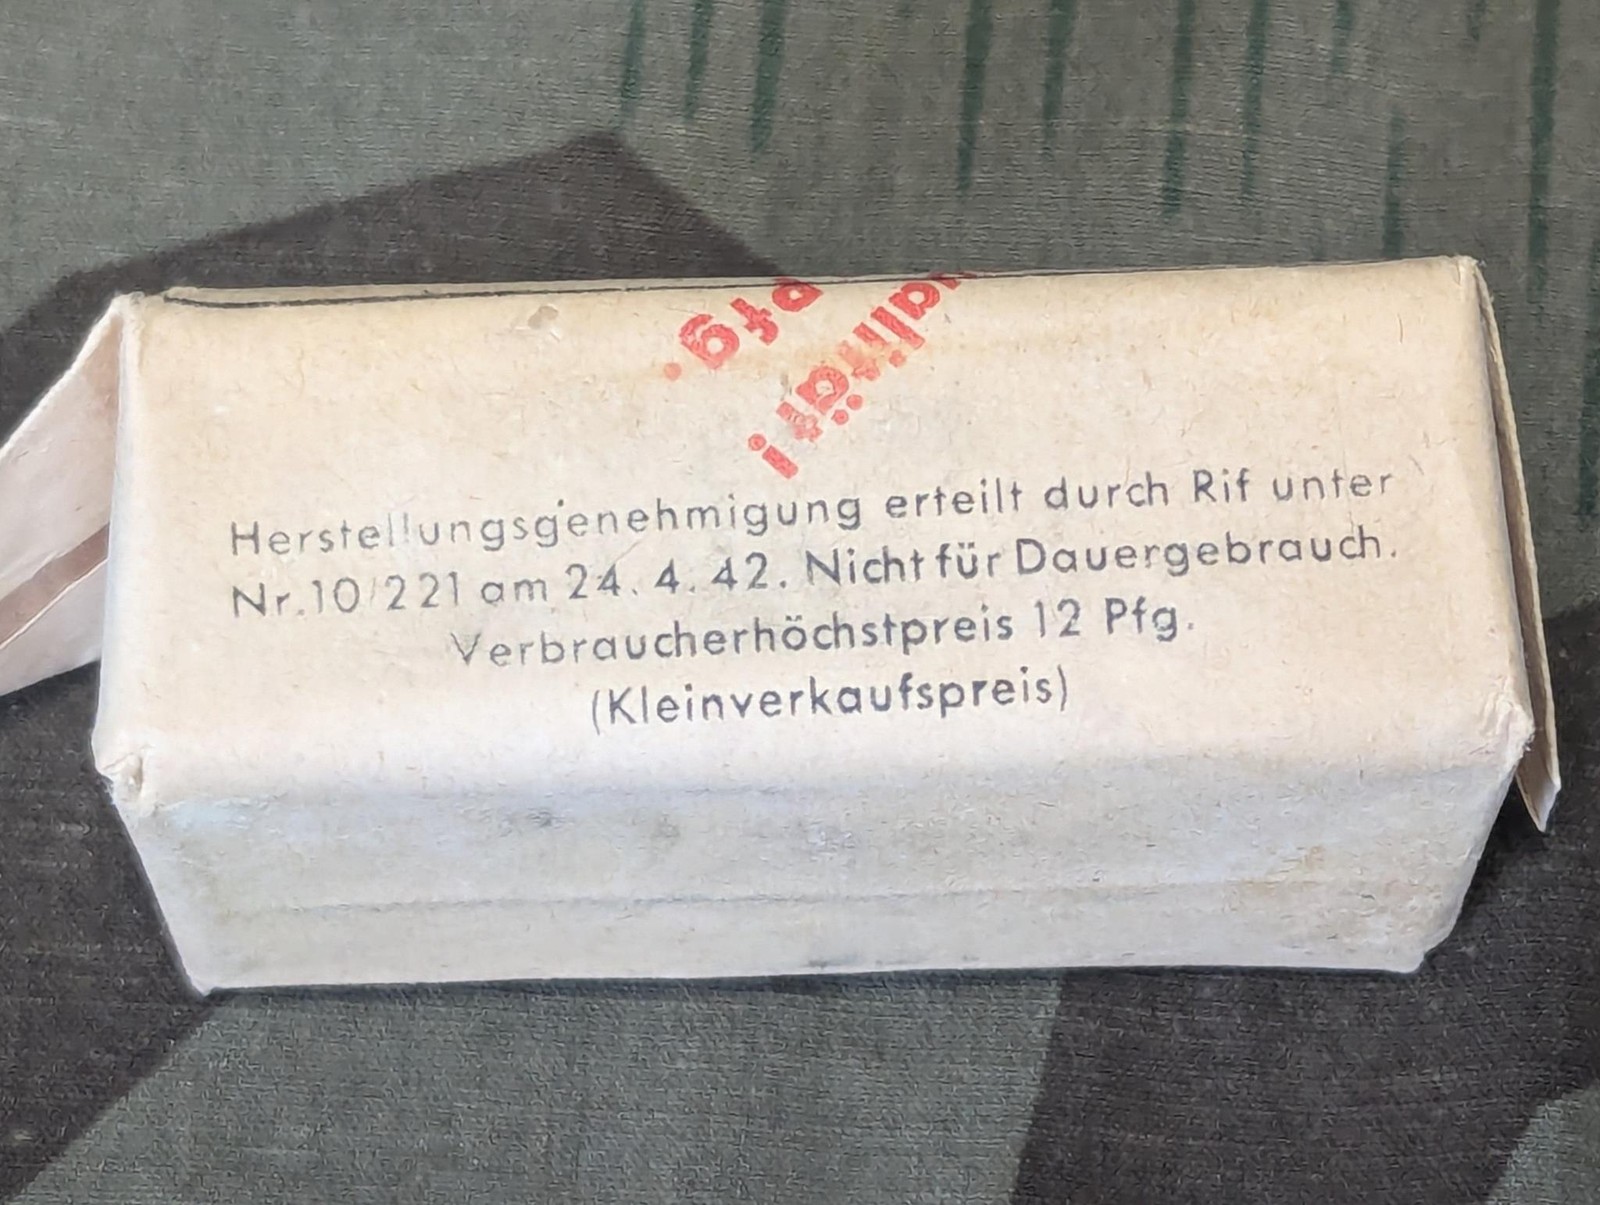 Pfg.
Herstellungsgenehmigung erteilt durch Rif unter
Nr. 10/221 am 24. 4. 42. Nicht für Dauergebrauch.
Verbraucherhöchstpreis 12 Pfg.
(Kleinverkaufspreis)